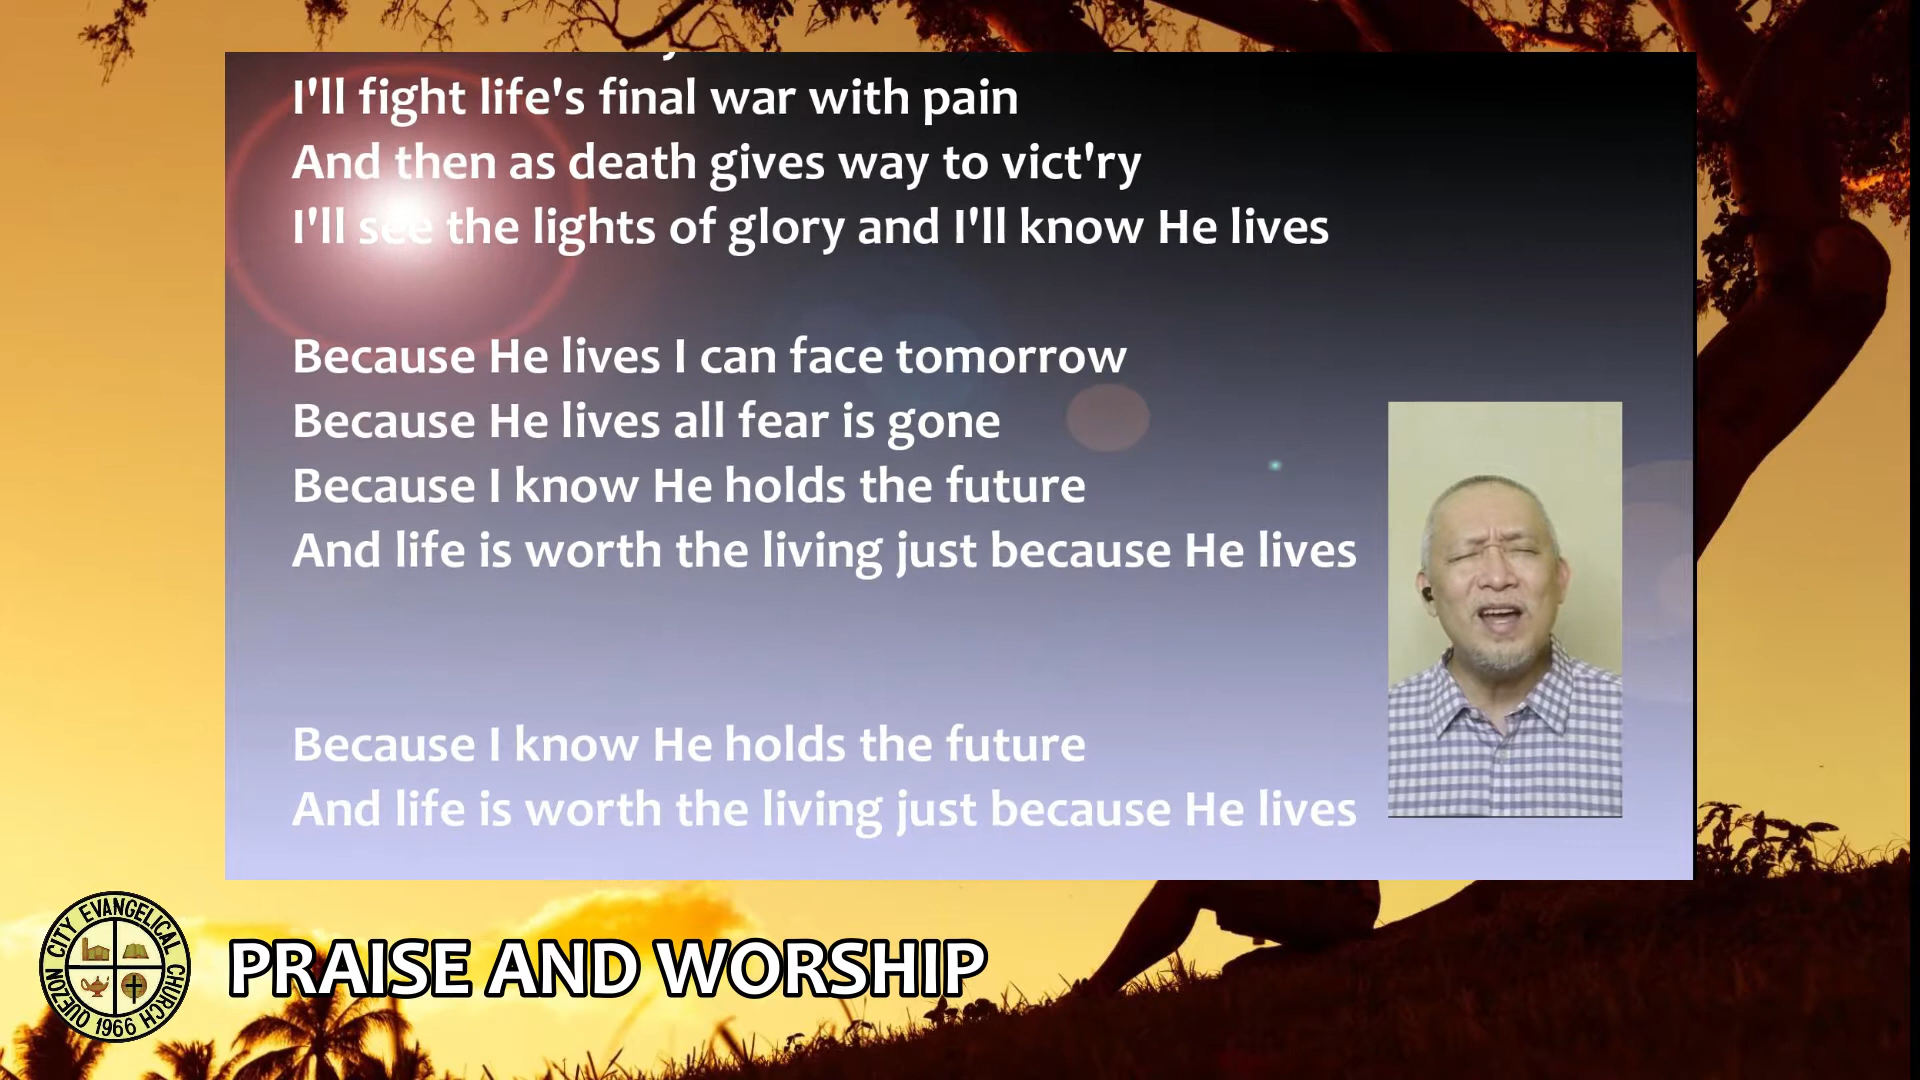 I'll fight life's final war with pain
And then as death gives way to vict'ry
I'll see the lights of glory and I'll know He lives
Because He lives I can face tomorrow
Because He lives all fear is gone
Because I know He holds the future
And life is worth the living just because He lives
Because I know He holds the future
And life is worth the living just because He lives
QUEZON CITY EVANGELICAL CHURCH
1966
PRAISE AND WORSHIP